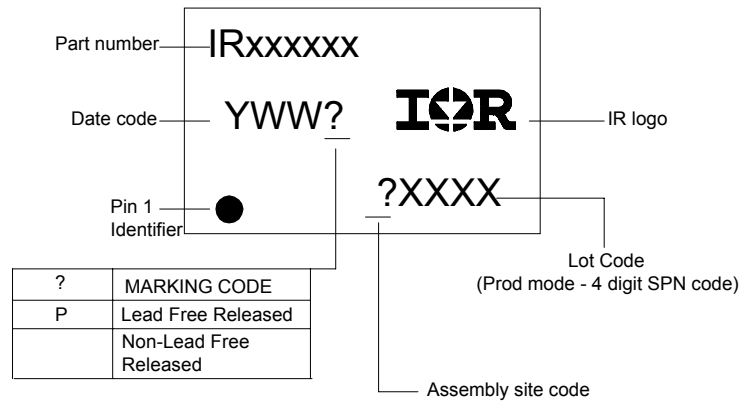 Part number
IRxxxxxx
Date code
YWW?
IOR
IR logo
?XXXX
Pin 1
Identifier
Lot Code
(Prod mode - 4 digit SPN code)
? MARKING CODE
P Lead Free Released
Non-Lead Free
Released
Assembly site code